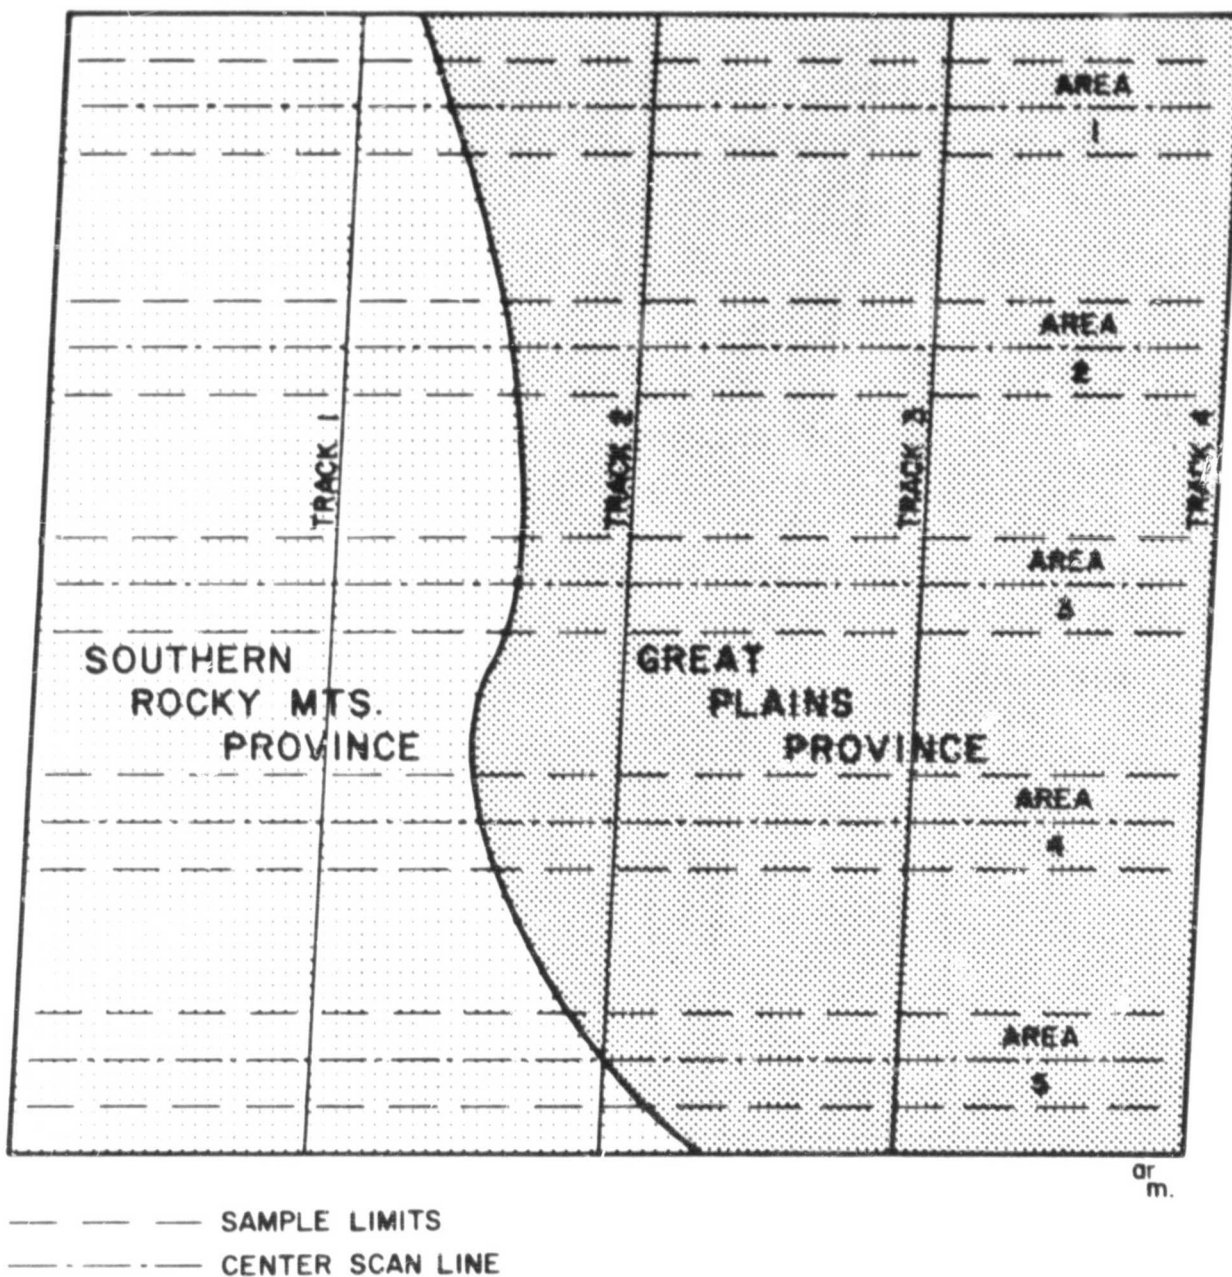 AREA
1
AREA
2
TRACK 1
TRACK 2
TRACK 3
TRACK 4
AREA
3
SOUTHERN
ROCKY MTS.
PROVINCE
GREAT
PLAINS
PROVINCE
AREA
4
AREA
5
ar
m.
SAMPLE LIMITS
CENTER SCAN LINE